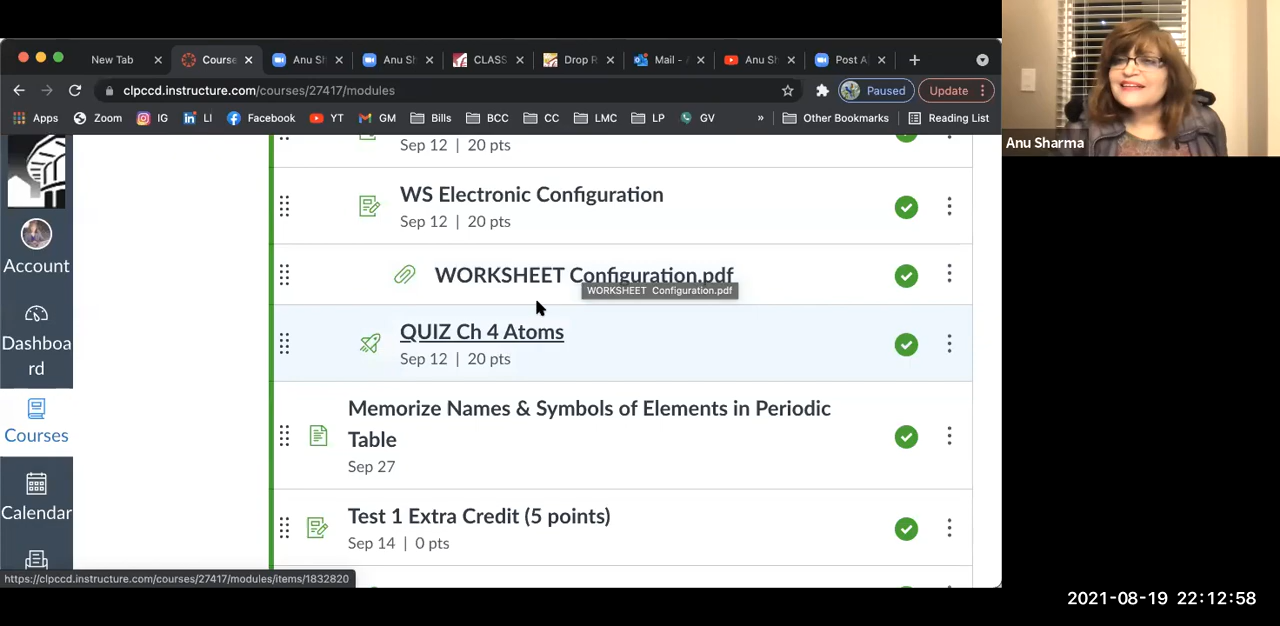 New Tab
Course
Anu Sh
Anu Sh
CLASS
Drop R
Mail -
Anu Sh
Post A
clpccd.instructure.com/courses/27417/modules
Paused
Update
Apps
Zoom
IG
LI
Facebook
YT
GM
Bills
BCC
CC
LMC
LP
GV
»
Other Bookmarks
Reading List
Anu Sharma
Sep 12 | 20 pts
WS Electronic Configuration
Sep 12 | 20 pts
WORKSHEET Configuration.pdf
WORKSHEET Configuration.pdf
QUIZ Ch 4 Atoms
Sep 12 | 20 pts
Memorize Names & Symbols of Elements in Periodic
Table
Sep 27
Test 1 Extra Credit (5 points)
Sep 14 | 0 pts
Account
Dashboa
rd
Courses
Calendar
https://clpccd.instructure.com/courses/27417/modules/items/1832820
2021-08-19 22:12:58